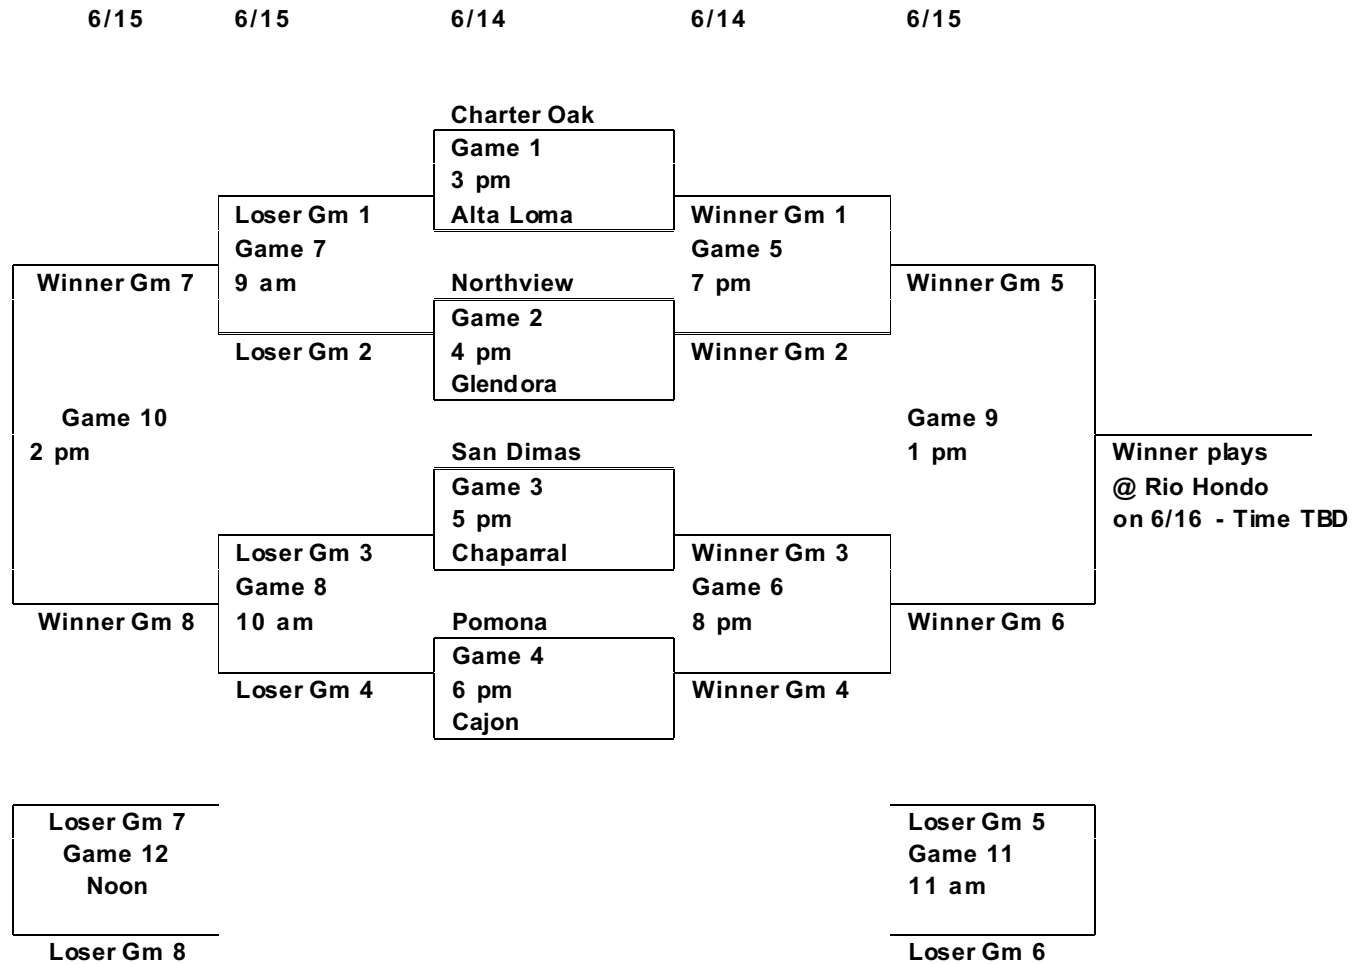 6/15 6/15 6/14 6/14 6/15
Charter Oak
Game 1
3 pm
Loser Gm 1 Alta Loma Winner Gm 1
Game 7 Game 5
Winner Gm 7 9 am Northview 7 pm Winner Gm 5
Game 2
Loser Gm 2 4 pm Winner Gm 2
Glendora
Game 10 Game 9
2 pm San Dimas 1 pm Winner plays
Game 3 @ Rio Hondo
5 pm on 6/16 - Time TBD
Loser Gm 3 Chaparral Winner Gm 3
Game 8 Game 6
Winner Gm 8 10 am Pomona 8 pm Winner Gm 6
Game 4
Loser Gm 4 6 pm Winner Gm 4
Cajon
Loser Gm 7 Loser Gm 5
Game 12 Game 11
Noon 11 am
Loser Gm 8 Loser Gm 6